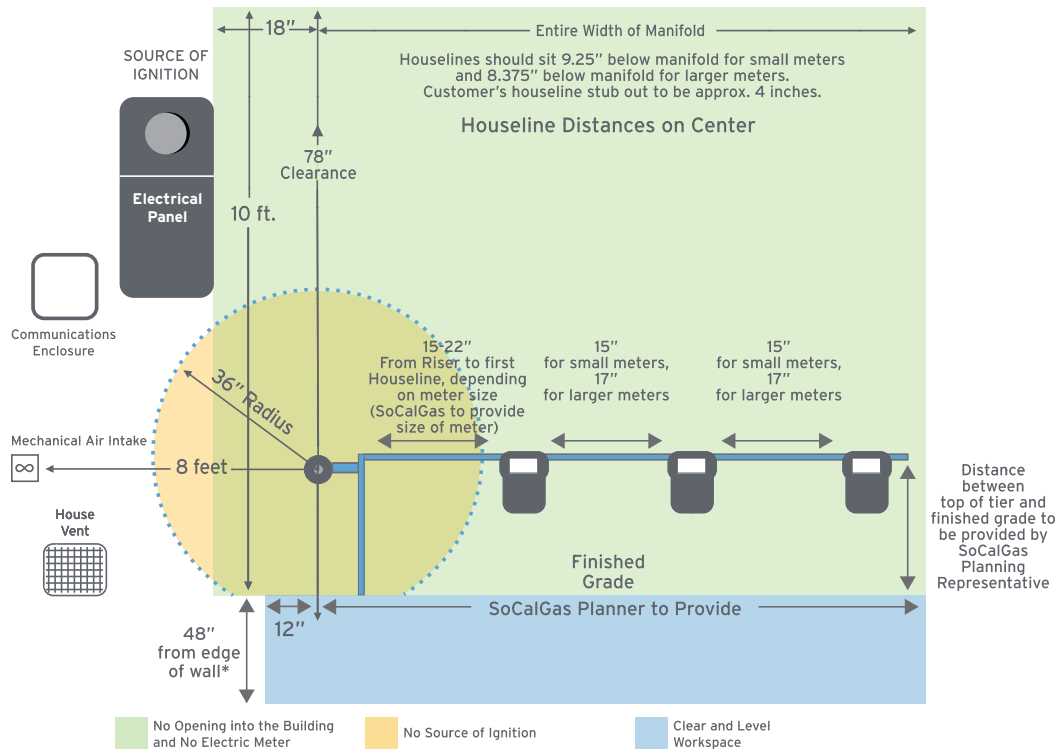 18”
Entire Width of Manifold
Houselines should sit 9.25” below manifold for small meters
and 8.375” below manifold for larger meters.
Customer’s houseline stub out to be approx. 4 inches.
Houseline Distances on Center
SOURCE OF
IGNITION
Electrical
Panel
78”
Clearance
10 ft.
Communications
Enclosure
36” Radius
15-22”
From Riser to first
Houseline, depending
on meter size
(SoCalGas to provide
size of meter)
15”
for small meters,
17”
for larger meters
15”
for small meters,
17”
for larger meters
Mechanical Air Intake
8 feet
House
Vent
Distance
between
top of tier and
finished grade to
be provided by
SoCalGas
Planning
Representative
Finished
Grade
12”
SoCalGas Planner to Provide
48”
from edge
of wall*
No Opening into the Building
and No Electric Meter
No Source of Ignition
Clear and Level
Workspace